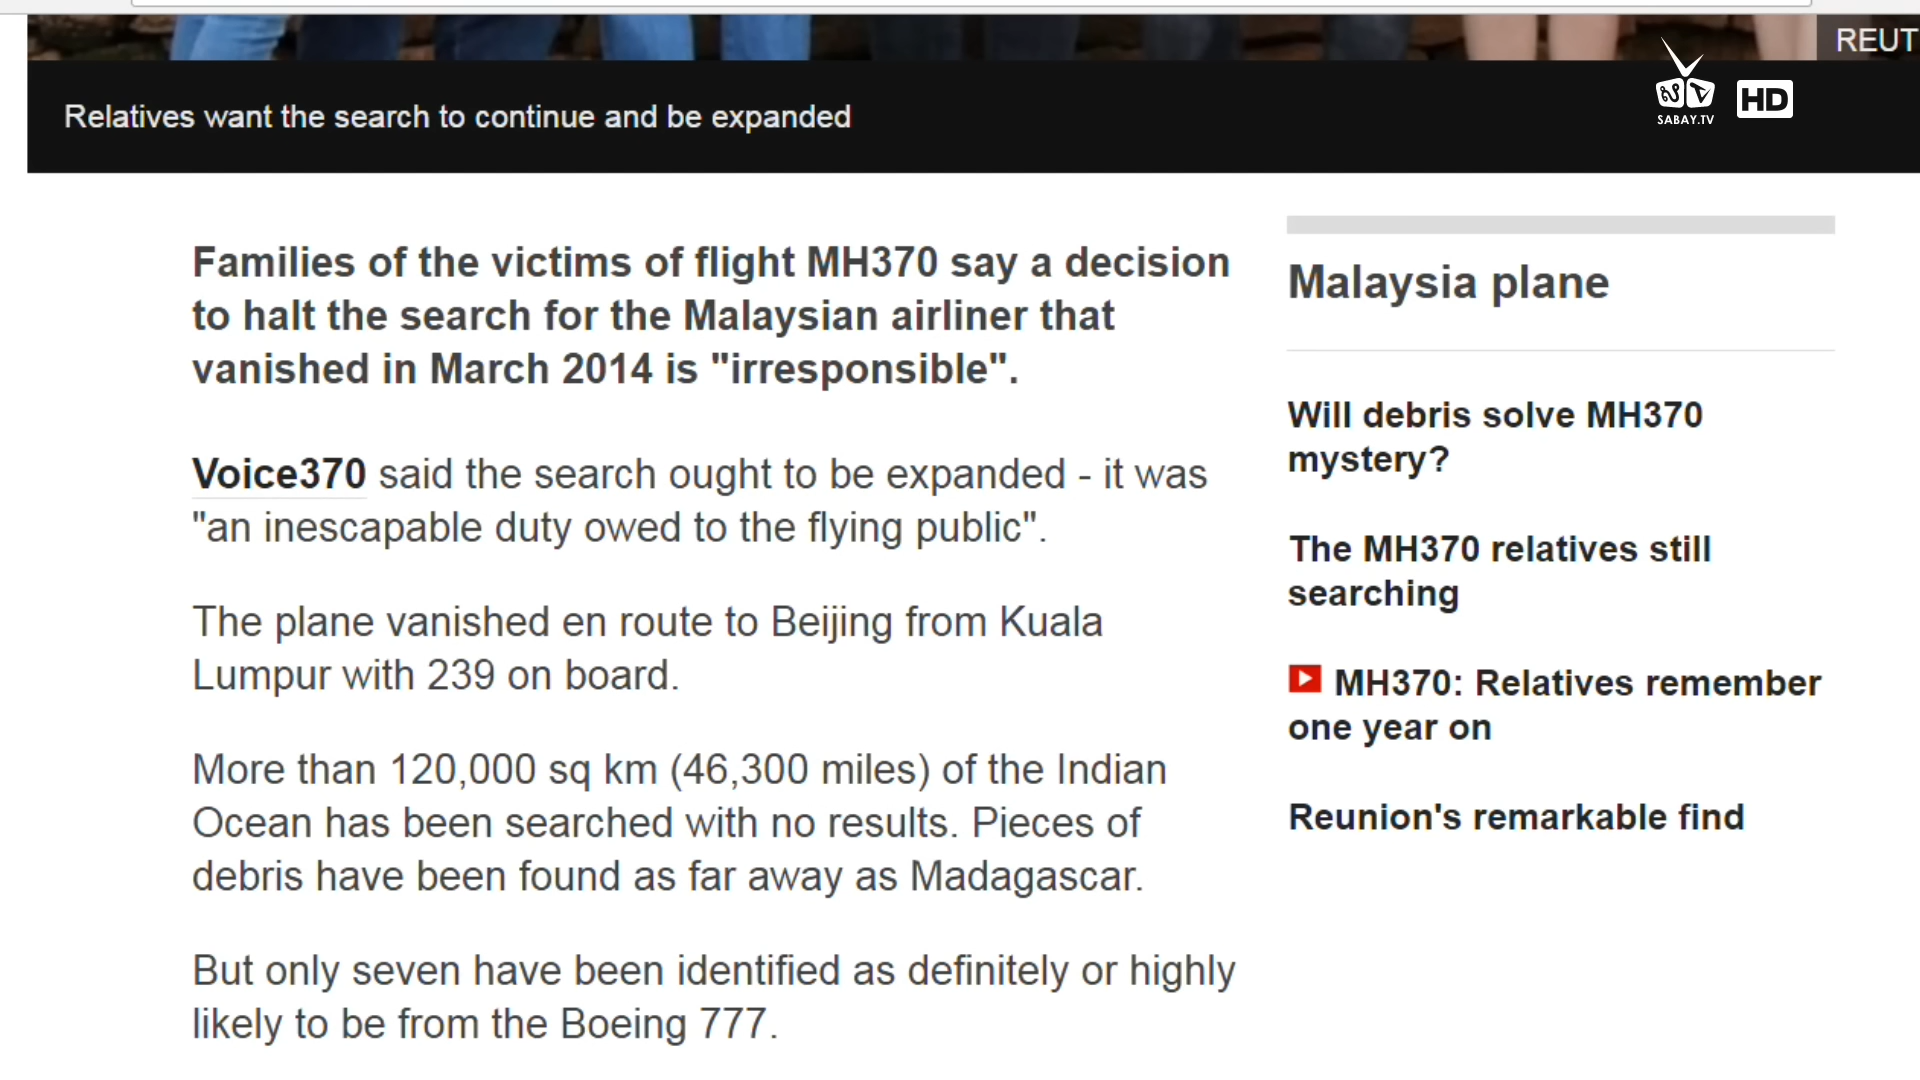 REUT
SABAY.TV
HD
Relatives want the search to continue and be expanded
Families of the victims of flight MH370 say a decision
to halt the search for the Malaysian airliner that
vanished in March 2014 is "irresponsible".
Voice370 said the search ought to be expanded - it was
"an inescapable duty owed to the flying public".
The plane vanished en route to Beijing from Kuala
Lumpur with 239 on board.
More than 120,000 sq km (46,300 miles) of the Indian
Ocean has been searched with no results. Pieces of
debris have been found as far away as Madagascar.
But only seven have been identified as definitely or highly
likely to be from the Boeing 777.
Malaysia plane
Will debris solve MH370
mystery?
The MH370 relatives still
searching
MH370: Relatives remember
one year on
Reunion's remarkable find